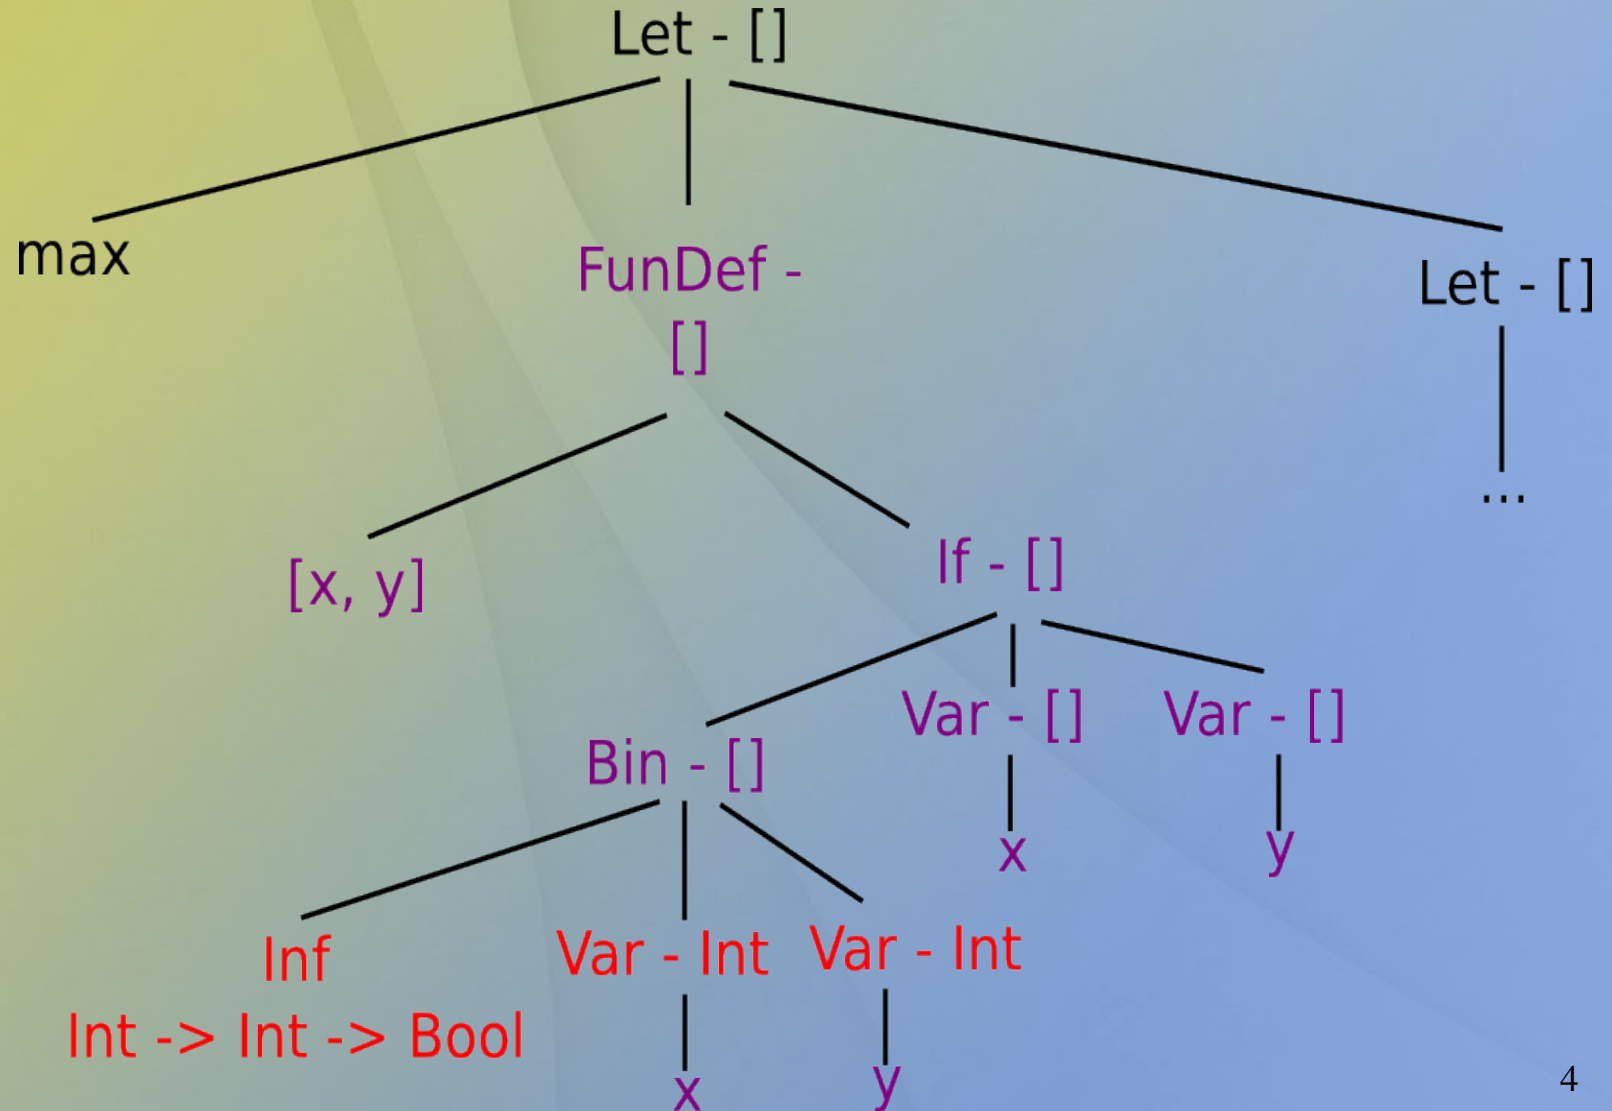 Let - []
max
FunDef -
[]
Let - []
...
[x, y]
If - []
Var - []
Var - []
Bin - []
x
y
Inf
Int -> Int -> Bool
Var - Int
Var - Int
x
y
4